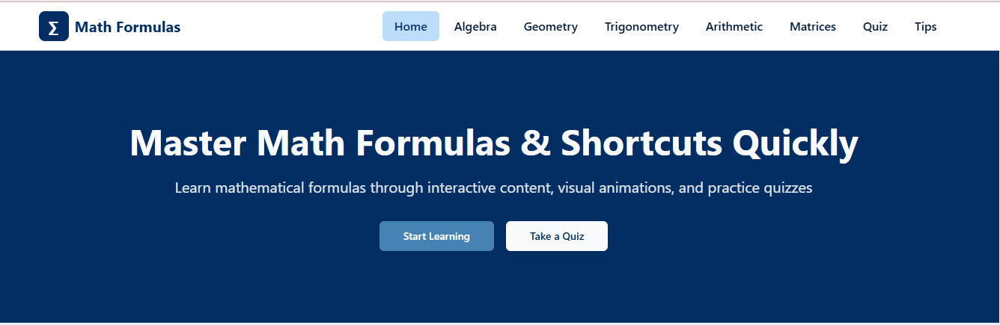 ∑ Math Formulas Home Algebra Geometry Trigonometry Arithmetic Matrices Quiz Tips
Master Math Formulas & Shortcuts Quickly
Learn mathematical formulas through interactive content, visual animations, and practice quizzes
Start Learning Take a Quiz